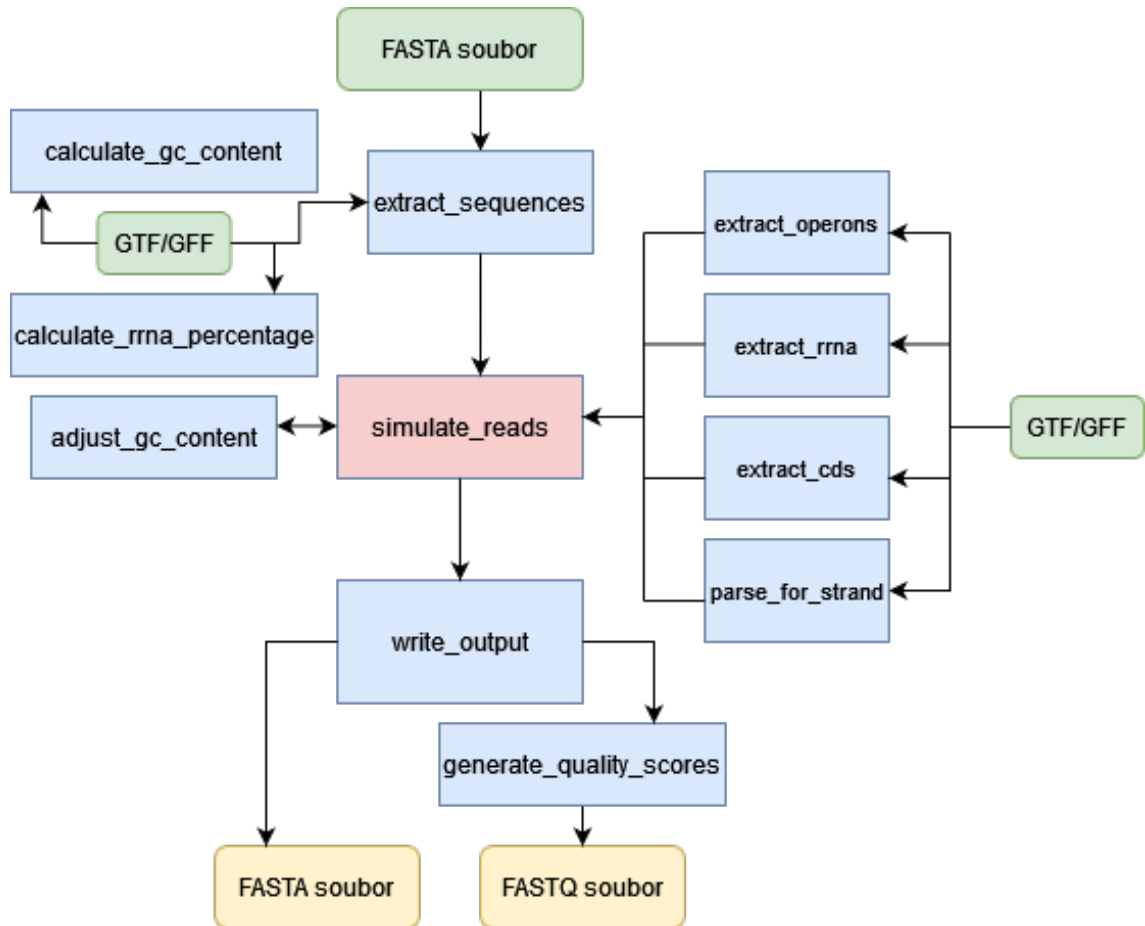 FASTA soubor
calculate_gc_content
extract_sequences
GTF/GFF
calculate_rrna_percentage
extract_operons
extract_rrna
simulate_reads
adjust_gc_content
GTF/GFF
extract_cds
parse_for_strand
write_output
generate_quality_scores
FASTA soubor
FASTQ soubor